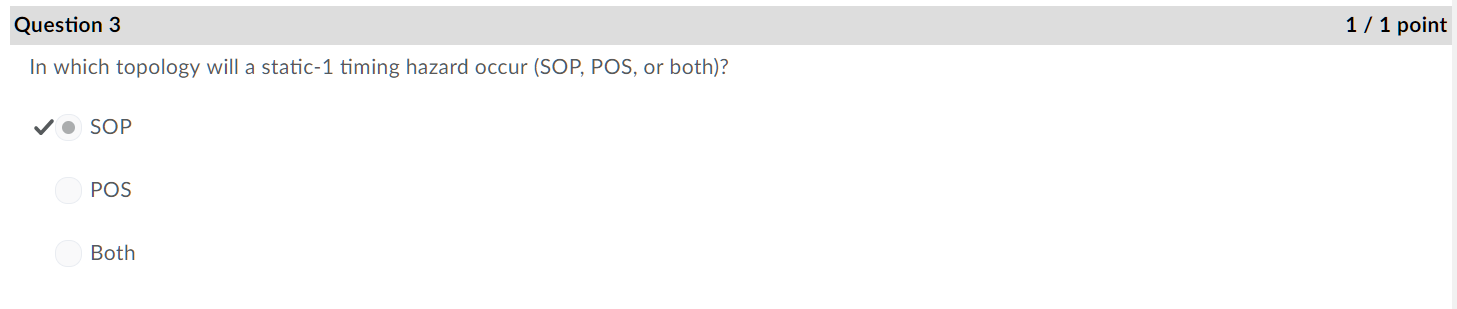 Question 3 1 / 1 point
In which topology will a static-1 timing hazard occur (SOP, POS, or both)?
SOP
POS
Both